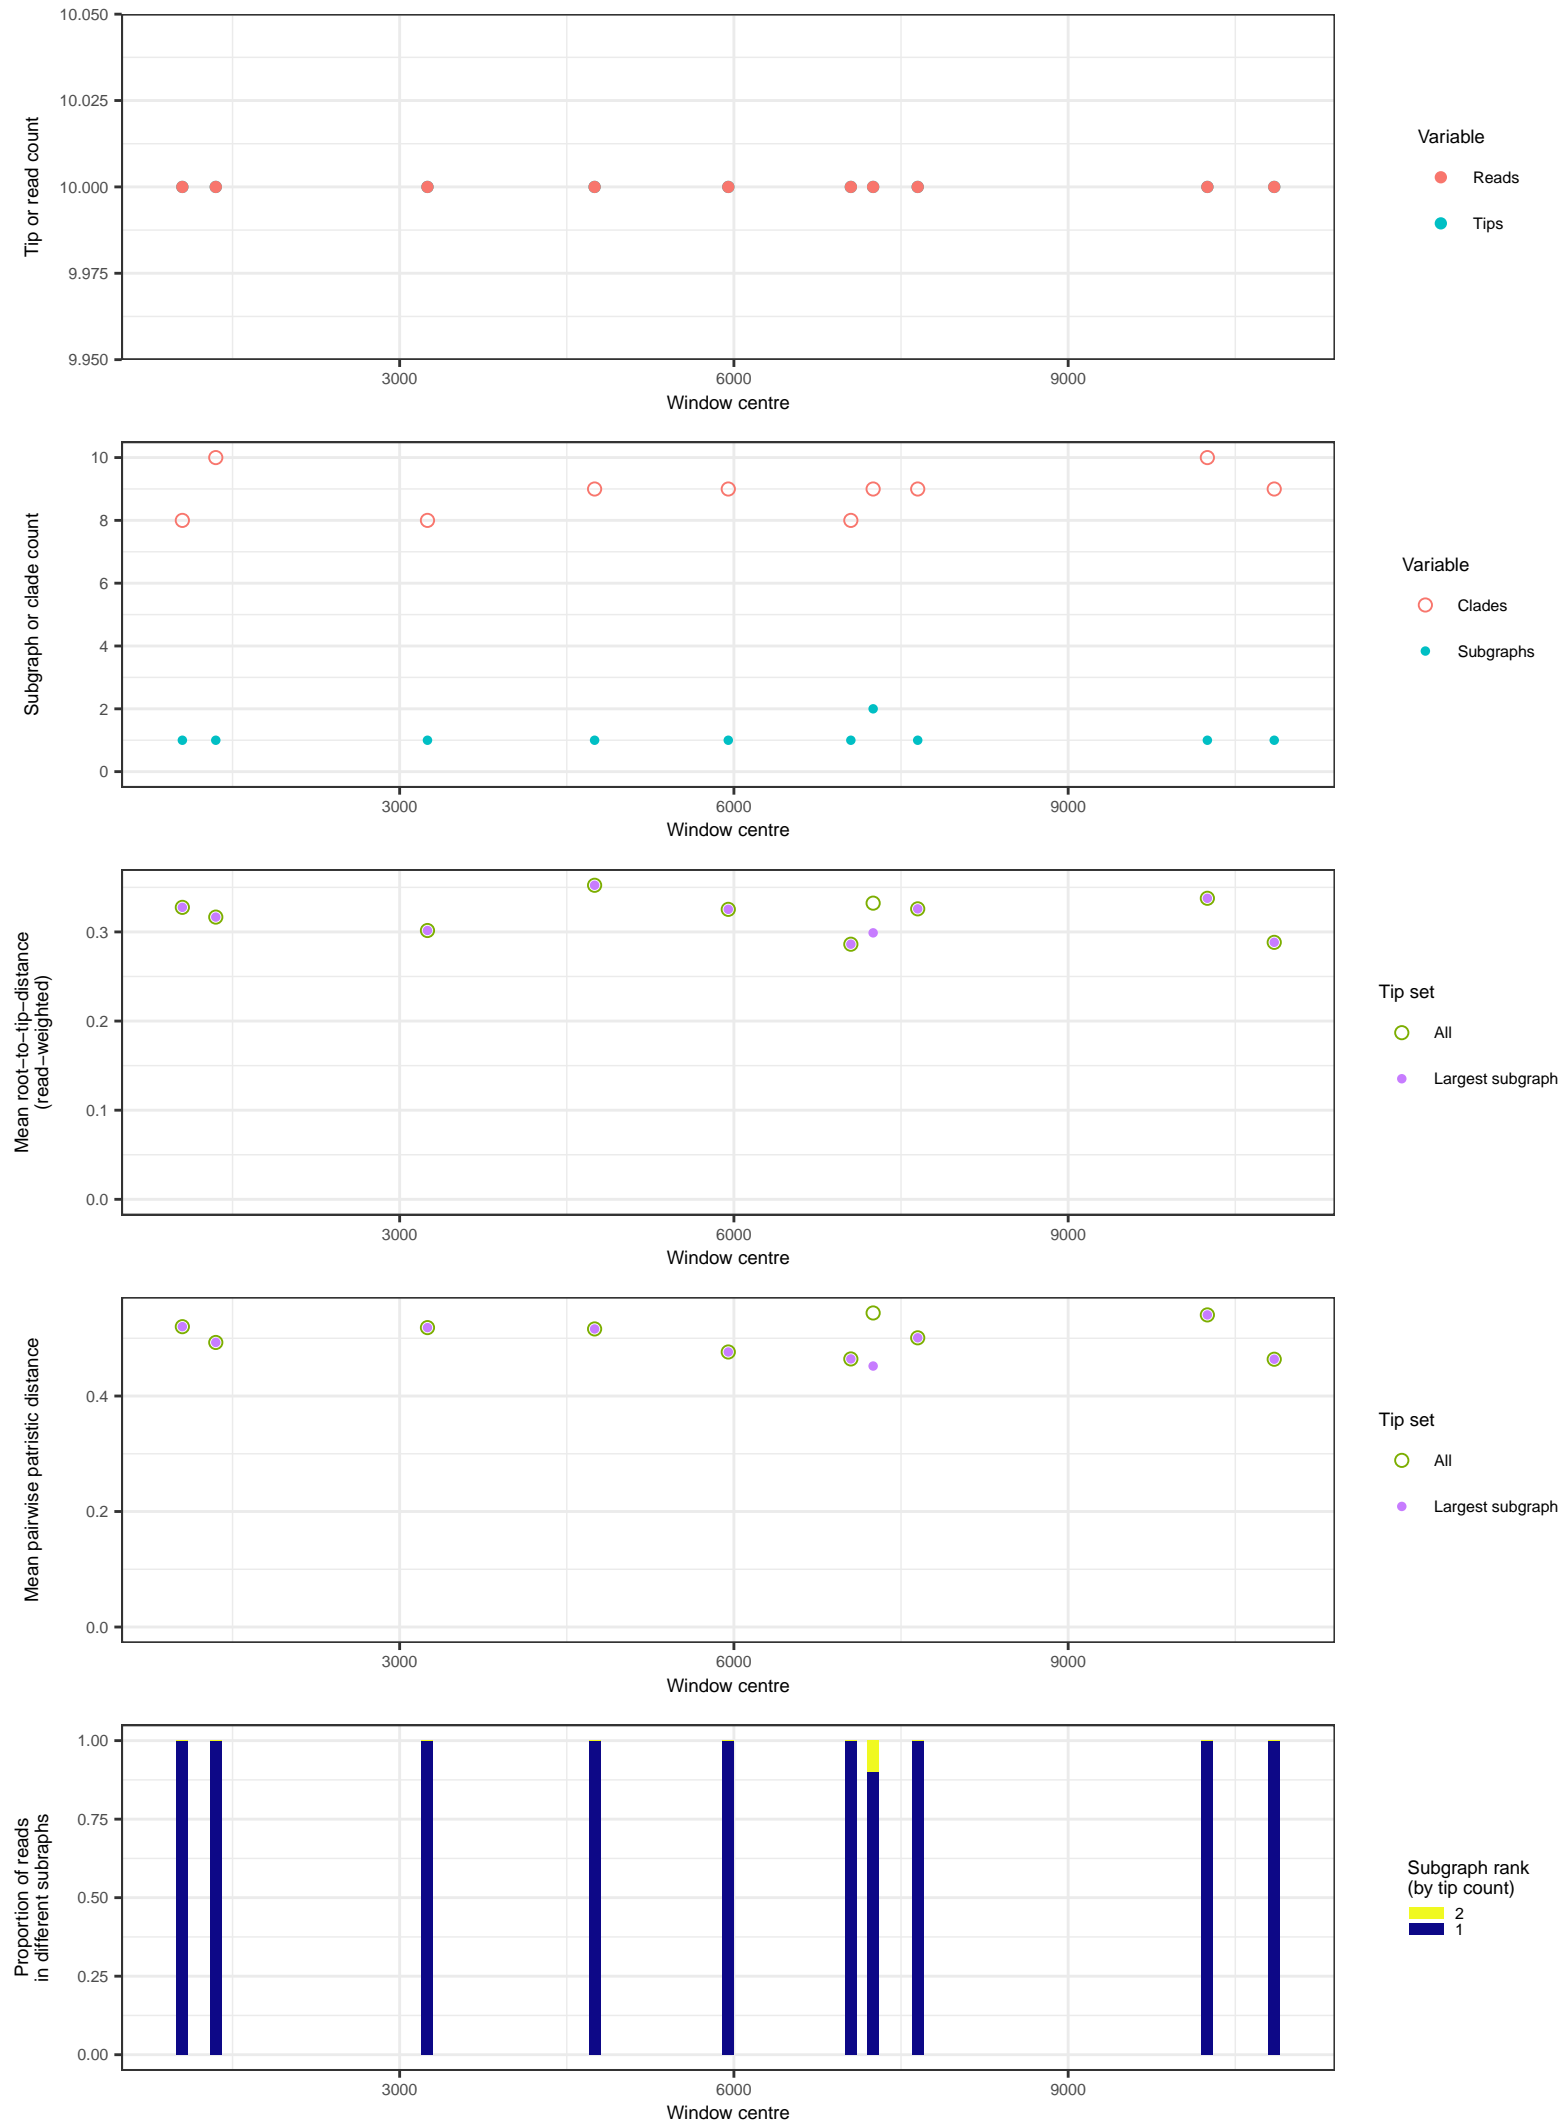 10.050
10.025
10.000
9.975
9.950
Tip or read count
3000
6000
9000
Window centre
Variable
Reads
Tips
10
8
6
4
2
0
Subgraph or clade count
3000
6000
9000
Window centre
Variable
Clades
Subgraphs
0.3
0.2
0.1
0.0
Mean root−to−tip−distance
(read−weighted)
3000
6000
9000
Window centre
Tip set
All
Largest subgraph
0.4
0.2
0.0
Mean pairwise patristic distance
3000
6000
9000
Window centre
Tip set
All
Largest subgraph
1.00
0.75
0.50
0.25
0.00
Proportion of reads
in different subraphs
3000
6000
9000
Window centre
Subgraph rank
(by tip count)
2
1